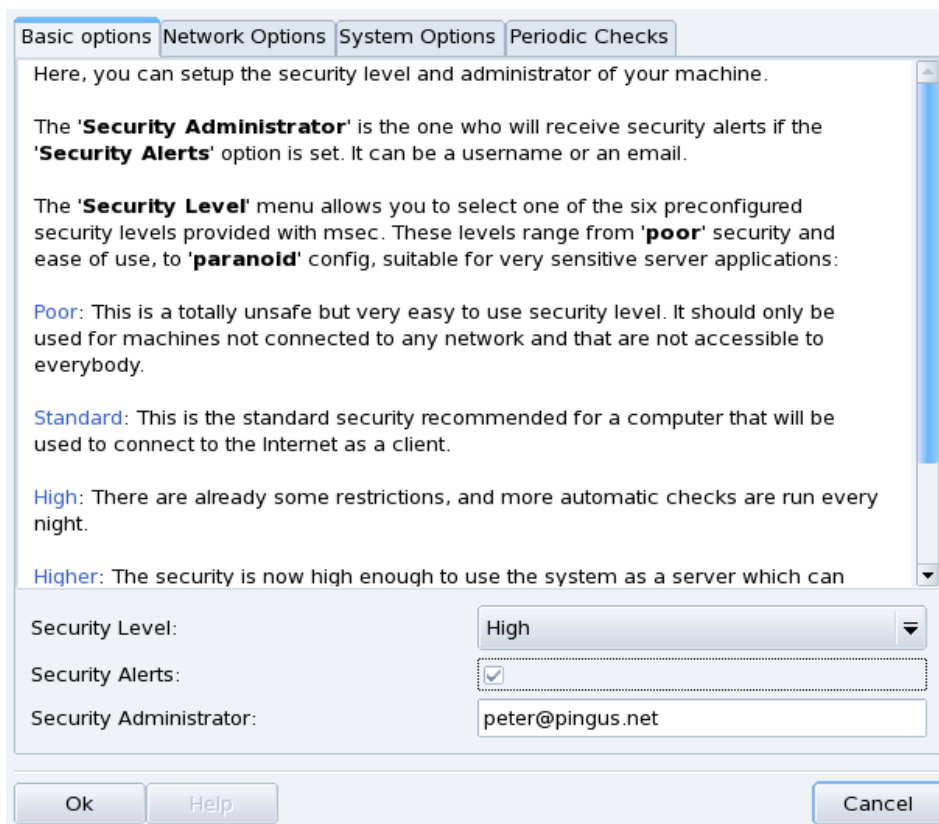 Basic options Network Options System Options Periodic Checks
Here, you can setup the security level and administrator of your machine.
The 'Security Administrator' is the one who will receive security alerts if the
'Security Alerts' option is set. It can be a username or an email.
The 'Security Level' menu allows you to select one of the six preconfigured
security levels provided with msec. These levels range from 'poor' security and
ease of use, to 'paranoid' config, suitable for very sensitive server applications:
Poor: This is a totally unsafe but very easy to use security level. It should only be
used for machines not connected to any network and that are not accessible to
everybody.
Standard: This is the standard security recommended for a computer that will be
used to connect to the Internet as a client.
High: There are already some restrictions, and more automatic checks are run every
night.
Higher: The security is now high enough to use the system as a server which can
Security Level: High
Security Alerts:
Security Administrator: peter@pingus.net
Ok Help Cancel